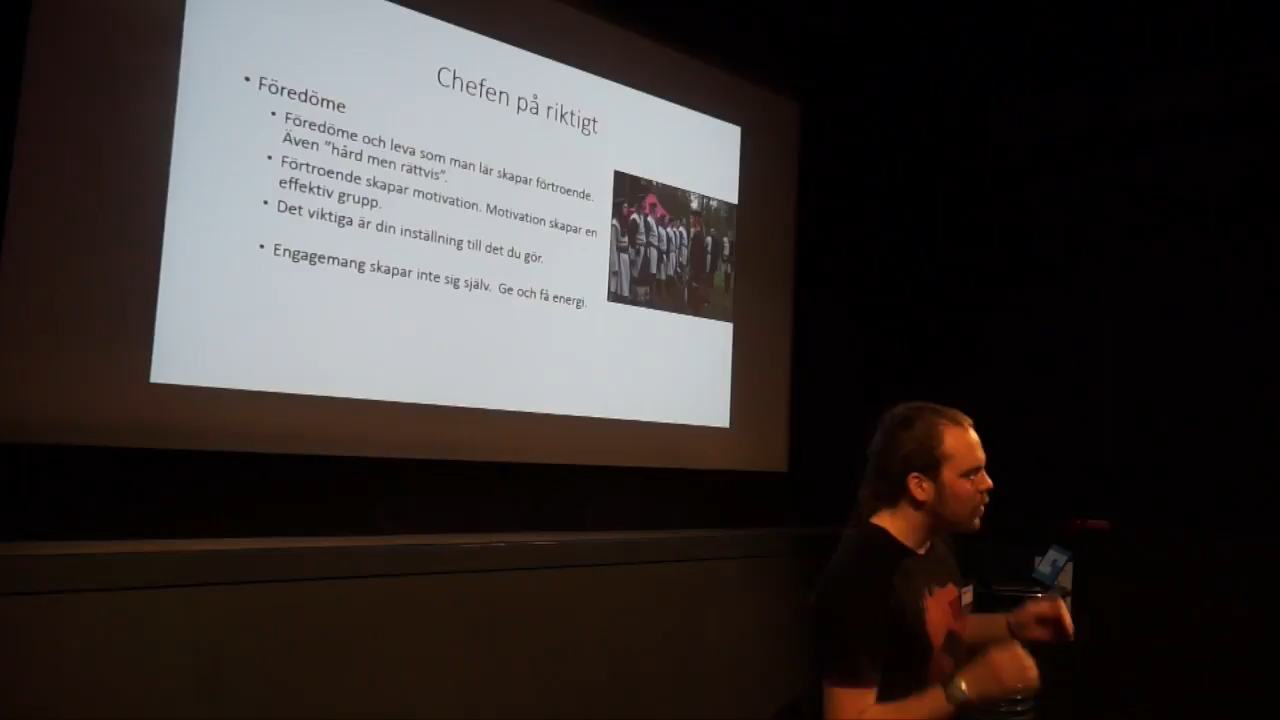 Chefen på riktigt
• Föredöme
• Föredöme och leva som man lär skapar förtroende.
Även "hård men rättvis".
• Förtroende skapar motivation. Motivation skapar en
effektiv grupp.
• Det viktiga är din inställning till det du gör.
• Engagemang skapar inte sig själv. Ge och få energi.